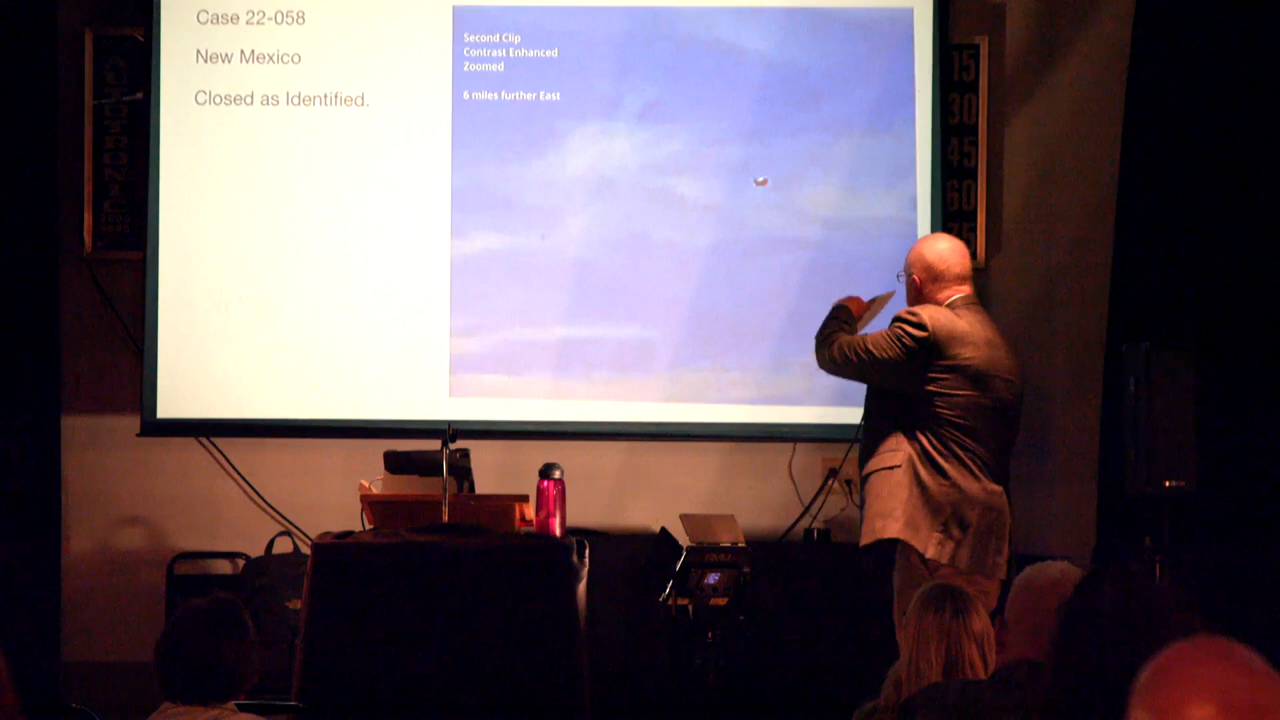 Case 22-058
New Mexico
Closed as Identified.
Second Clip
Contrast Enhanced
Zoomed
6 miles further East
15
30
45
60
75